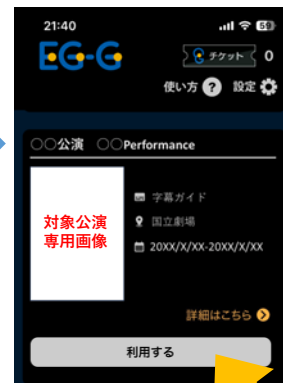 21:40
59
EG-G
チケット 0
使い方 ? 設定
○○公演 ○○Performance
対象公演
専用画像
字幕ガイド
国立劇場
20XX/X/XX-20XX/X/XX
詳細はこちら
利用する